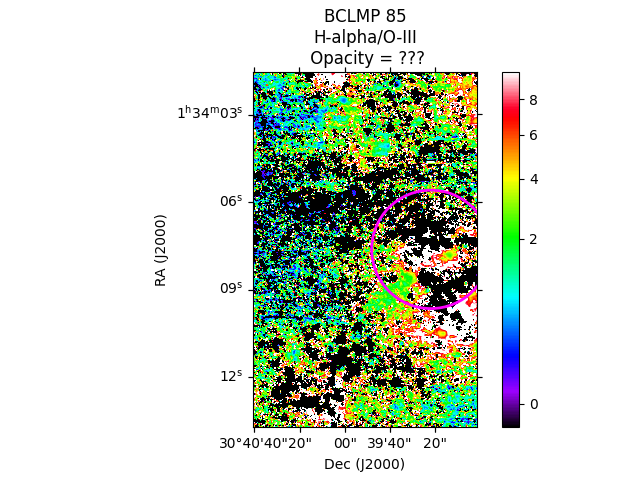 BCLMP 85
H-alpha/O-III
Opacity = ???
1ʰ34ᵐ03ˢ
06ˢ
09ˢ
12ˢ
RA (J2000)
30°40'40"20" 00" 39'40" 20"
Dec (J2000)
8
6
4
2
0